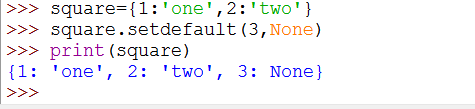 >>> square={1:'one',2:'two'}
>>> square.setdefault(3,None)
>>> print(square)
{1: 'one', 2: 'two', 3: None}
>>>